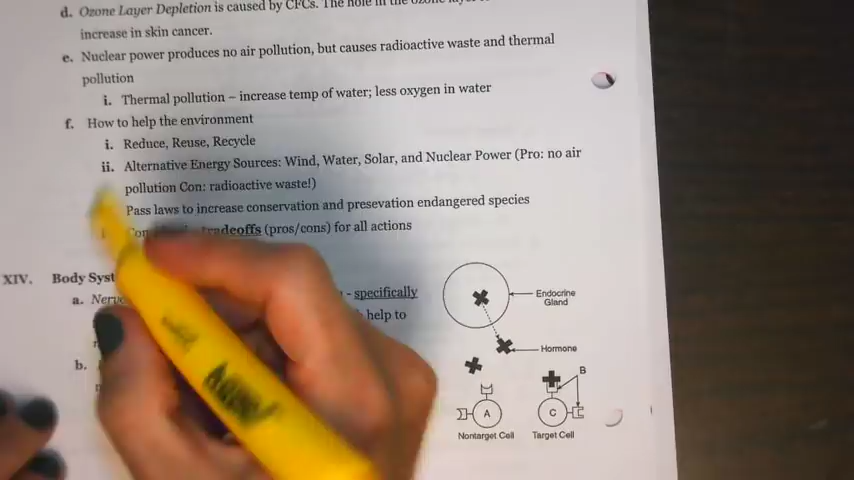 d. Ozone Layer Depletion is caused by CFCs. The hole in the ozone
increase in skin cancer.
e. Nuclear power produces no air pollution, but causes radioactive waste and thermal
pollution
i. Thermal pollution – increase temp of water; less oxygen in water
f. How to help the environment
i. Reduce, Reuse, Recycle
ii. Alternative Energy Sources: Wind, Water, Solar, and Nuclear Power (Pro: no air
pollution Con: radioactive waste!)
Pass laws to increase conservation and presevation endangered species
tradeoffs (pros/cons) for all actions
XIV. Body Syst
a. Nerv - specifically
help to
b.
Endocrine
Gland
Hormone
B
A
C
Nontarget Cell Target Cell